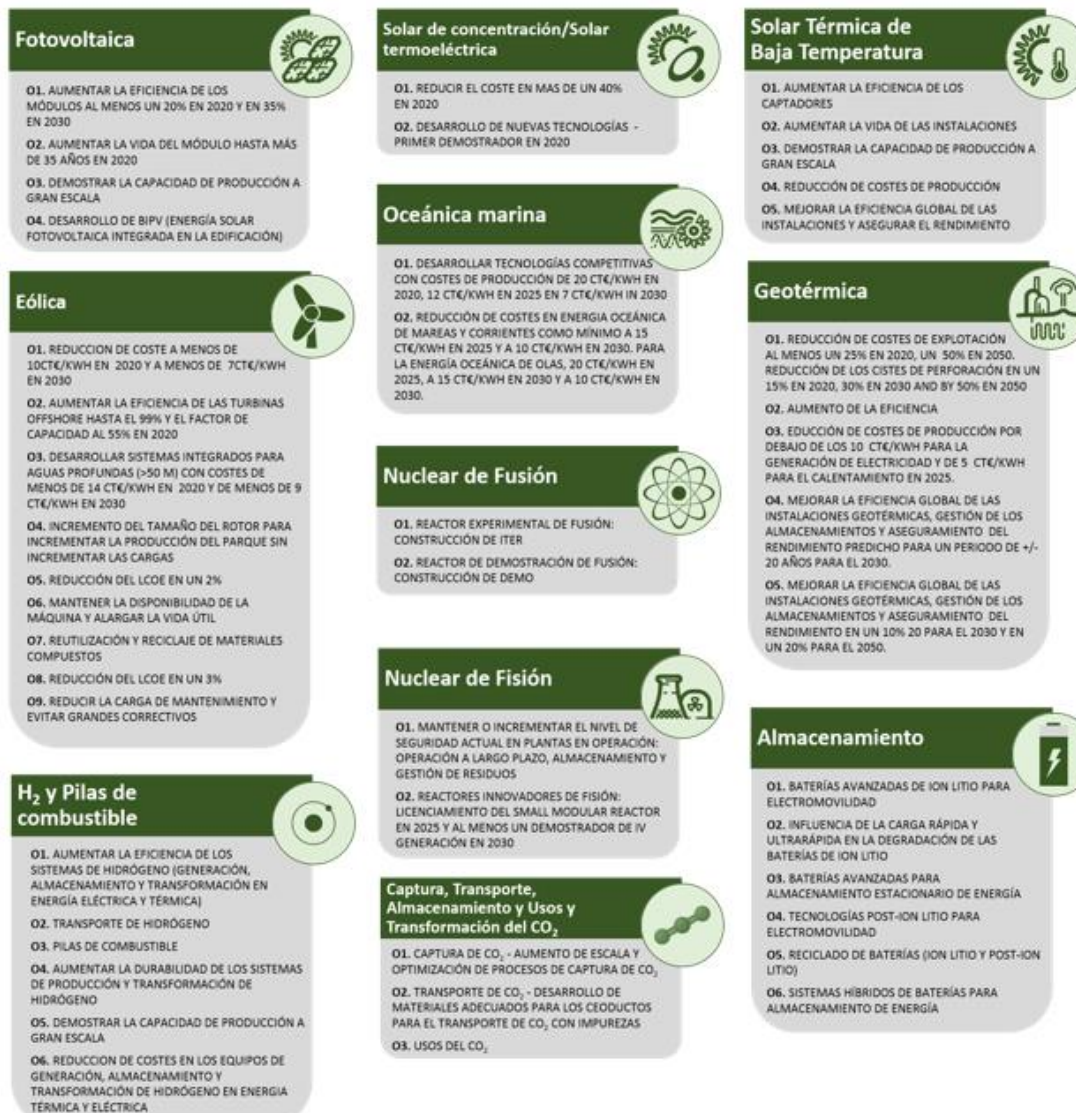 Fotovoltaica
O1. AUMENTAR LA EFICIENCIA DE LOS
MÓDULOS AL MENOS UN 20% EN 2020 Y EN 35%
EN 2030
O2. AUMENTAR LA VIDA DEL MÓDULO HASTA MÁS
DE 35 AÑOS EN 2020
O3. DEMOSTRAR LA CAPACIDAD DE PRODUCCIÓN A
GRAN ESCALA
O4. DESARROLLO DE BIPV (ENERGÍA SOLAR
FOTOVOLTAICA INTEGRADA EN LA EDIFICACIÓN)
Eólica
O1. REDUCCION DE COSTE A MENOS DE
10CT€/KWH EN 2020 Y A MENOS DE 7CT€/KWH
EN 2030
O2. AUMENTAR LA EFICIENCIA DE LAS TURBINAS
OFFSHORE HASTA EL 99% Y EL FACTOR DE
CAPACIDAD AL 55% EN 2020
O3. DESARROLLAR SISTEMAS INTEGRADOS PARA
AGUAS PROFUNDAS (>50 M) CON COSTES DE
MENOS DE 14 CT€/KWH EN 2020 Y DE MENOS DE 9
CT€/KWH EN 2030
O4. INCREMENTO DEL TAMAÑO DEL ROTOR PARA
INCREMENTAR LA PRODUCCIÓN DEL PARQUE SIN
INCREMENTAR LAS CARGAS
O5. REDUCCIÓN DEL LCOE EN UN 2%
O6. MANTENER LA DISPONIBILIDAD DE LA
MÁQUINA Y ALARGAR LA VIDA ÚTIL
O7. REUTILIZACIÓN Y RECICLAJE DE MATERIALES
COMPUESTOS
O8. REDUCCIÓN DEL LCOE EN UN 3%
O9. REDUCIR LA CARGA DE MANTENIMIENTO Y
EVITAR GRANDES CORRECTIVOS
H₂ y Pilas de
combustible
O1. AUMENTAR LA EFICIENCIA DE LOS
SISTEMAS DE HIDRÓGENO (GENERACIÓN,
ALMACENAMIENTO Y TRANSFORMACIÓN EN
ENERGÍA ELÉCTRICA Y TÉRMICA)
O2. TRANSPORTE DE HIDRÓGENO
O3. PILAS DE COMBUSTIBLE
O4. AUMENTAR LA DURABILIDAD DE LOS SISTEMAS
DE PRODUCCIÓN Y TRANSFORMACIÓN DE
HIDRÓGENO
O5. DEMOSTRAR LA CAPACIDAD DE PRODUCCIÓN A
GRAN ESCALA
O6. REDUCCION DE COSTES EN LOS EQUIPOS DE
GENERACIÓN, ALMACENAMIENTO Y
TRANSFORMACIÓN DE HIDRÓGENO EN ENERGIA
TÉRMICA Y ELÉCTRICA
Solar de concentración/Solar
termoeléctrica
O1. REDUCIR EL COSTE EN MAS DE UN 40%
EN 2020
O2. DESARROLLO DE NUEVAS TECNOLOGÍAS -
PRIMER DEMOSTRADOR EN 2020
Oceánica marina
O1. DESARROLLAR TECNOLOGÍAS COMPETITIVAS
CON COSTES DE PRODUCCIÓN DE 20 CT€/KWH EN
2020, 12 CT€/KWH EN 2025 EN 7 CT€/KWH IN 2030
O2. REDUCCIÓN DE COSTES EN ENERGIA OCEÁNICA
DE MAREAS Y CORRIENTES COMO MÍNIMO A 15
CT€/KWH EN 2025 Y A 10 CT€/KWH EN 2030. PARA
LA ENERGÍA OCEÁNICA DE OLAS, 20 CT€/KWH EN
2025, A 15 CT€/KWH EN 2030 Y A 10 CT€/KWH EN
2030.
Nuclear de Fusión
O1. REACTOR EXPERIMENTAL DE FUSIÓN:
CONSTRUCCIÓN DE ITER
O2. REACTOR DE DEMOSTRACIÓN DE FUSIÓN:
CONSTRUCCIÓN DE DEMO
Nuclear de Fisión
O1. MANTENER O INCREMENTAR EL NIVEL DE
SEGURIDAD ACTUAL EN PLANTAS EN OPERACIÓN:
OPERACIÓN A LARGO PLAZO, ALMACENAMIENTO Y
GESTIÓN DE RESIDUOS
O2. REACTORES INNOVADORES DE FISIÓN:
LICENCIAMIENTO DEL SMALL MODULAR REACTOR
EN 2025 Y AL MENOS UN DEMOSTRADOR DE IV
GENERACIÓN EN 2030
Captura, Transporte,
Almacenamiento y Usos y
Transformación del CO₂
O1. CAPTURA DE CO₂ - AUMENTO DE ESCALA Y
OPTIMIZACIÓN DE PROCESOS DE CAPTURA DE CO₂
O2. TRANSPORTE DE CO₂ - DESARROLLO DE
MATERIALES ADECUADOS PARA LOS CEODUCTOS
PARA EL TRANSPORTE DE CO₂ CON IMPUREZAS
O3. USOS DEL CO₂
Solar Térmica de
Baja Temperatura
O1. AUMENTAR LA EFICIENCIA DE LOS
CAPTADORES
O2. AUMENTAR LA VIDA DE LAS INSTALACIONES
O3. DEMOSTRAR LA CAPACIDAD DE PRODUCCIÓN A
GRAN ESCALA
O4. REDUCCIÓN DE COSTES DE PRODUCCIÓN
O5. MEJORAR LA EFICIENCIA GLOBAL DE LAS
INSTALACIONES Y ASEGURAR EL RENDIMIENTO
Geotérmica
O1. REDUCCIÓN DE COSTES DE EXPLOTACIÓN
AL MENOS UN 25% EN 2020, UN 50% EN 2050.
REDUCCIÓN DE LOS CISTES DE PERFORACIÓN EN UN
15% EN 2020, 30% EN 2030 AND BY 50% EN 2050
O2. AUMENTO DE LA EFICIENCIA
O3. EDUCCIÓN DE COSTES DE PRODUCCIÓN POR
DEBAJO DE LOS 10 CT€/KWH PARA LA
GENERACIÓN DE ELECTRICIDAD Y DE 5 CT€/KWH
PARA EL CALENTAMIENTO EN 2025.
O4. MEJORAR LA EFICIENCIA GLOBAL DE LAS
INSTALACIONES GEOTÉRMICAS, GESTIÓN DE LOS
ALMACENAMIENTOS Y ASEGURAMIENTO DEL
RENDIMIENTO PREDICHO PARA UN PERIODO DE +/-
20 AÑOS PARA EL 2030.
O5. MEJORAR LA EFICIENCIA GLOBAL DE LAS
INSTALACIONES GEOTÉRMICAS, GESTIÓN DE LOS
ALMACENAMIENTOS Y ASEGURAMIENTO DEL
RENDIMIENTO EN UN 10% 20 PARA EL 2030 Y EN
UN 20% PARA EL 2050.
Almacenamiento
O1. BATERÍAS AVANZADAS DE ION LITIO PARA
ELECTROMOVILIDAD
O2. INFLUENCIA DE LA CARGA RÁPIDA Y
ULTRARÁPIDA EN LA DEGRADACIÓN DE LAS
BATERÍAS DE ION LITIO
O3. BATERÍAS AVANZADAS PARA
ALMACENAMIENTO ESTACIONARIO DE ENERGÍA
O4. TECNOLOGÍAS POST-ION LITIO PARA
ELECTROMOVILIDAD
O5. RECICLADO DE BATERÍAS (ION LITIO Y POST-ION
LITIO)
O6. SISTEMAS HÍBRIDOS DE BATERÍAS PARA
ALMACENAMIENTO DE ENERGÍA